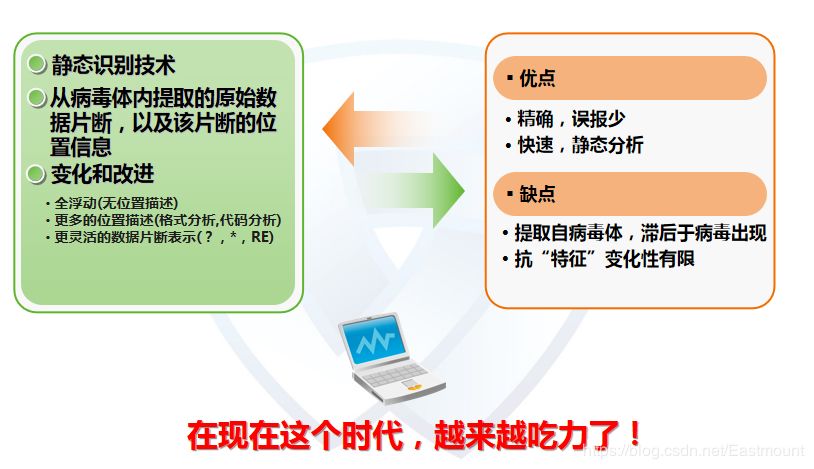 静态识别技术
从病毒体内提取的原始数
据片断，以及该片断的位
置信息
变化和改进
• 全浮动(无位置描述)
• 更多的位置描述(格式分析,代码分析)
• 更灵活的数据片断表示(？，*，RE)
▪ 优点
• 精确，误报少
• 快速，静态分析
▪ 缺点
• 提取自病毒体，滞后于病毒出现
• 抗“特征”变化性有限
在现在这个时代，越来越吃力了！
https://blog.csdn.net/Eastmount